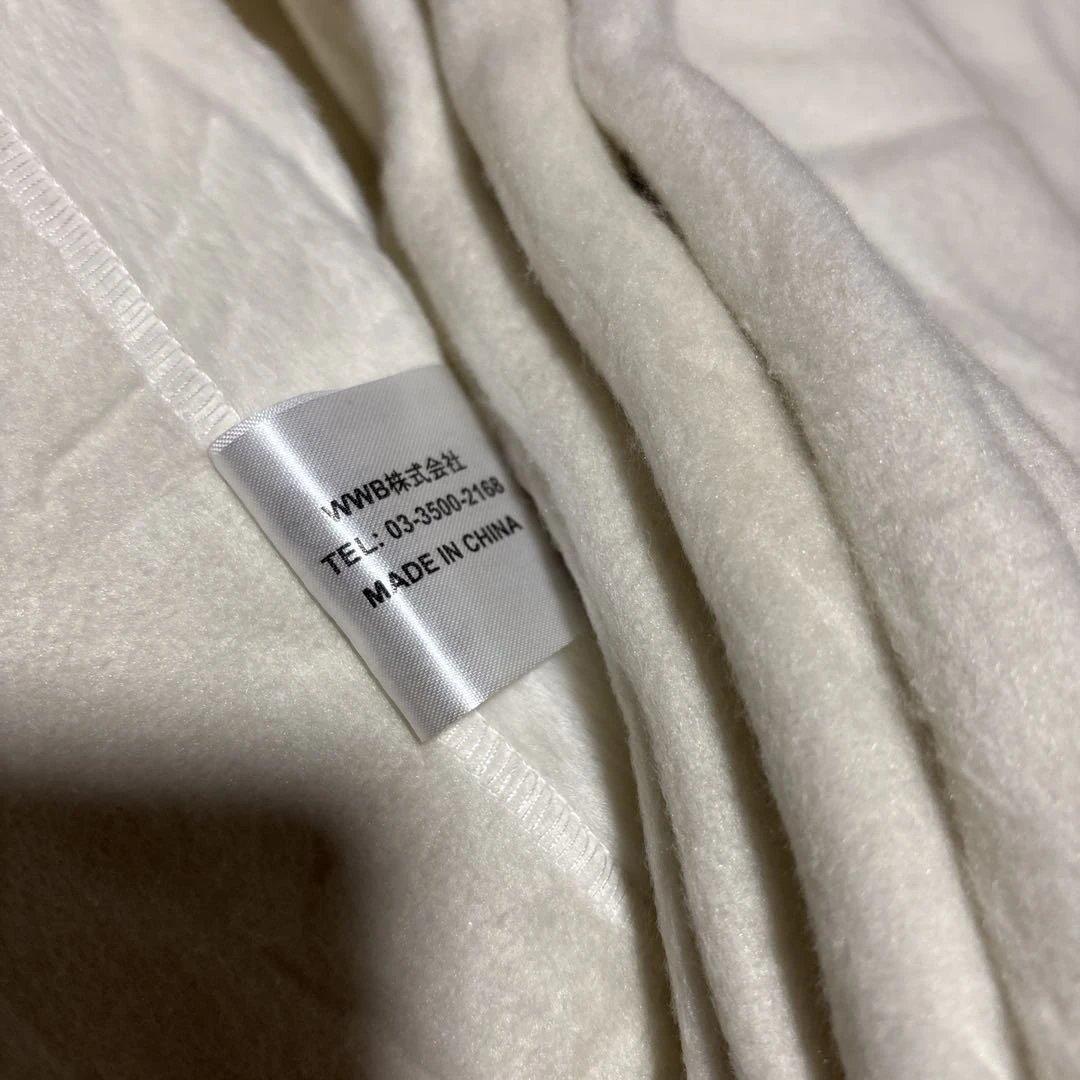 WWB株式会社
TEL: 03-3500-2168
MADE IN CHINA